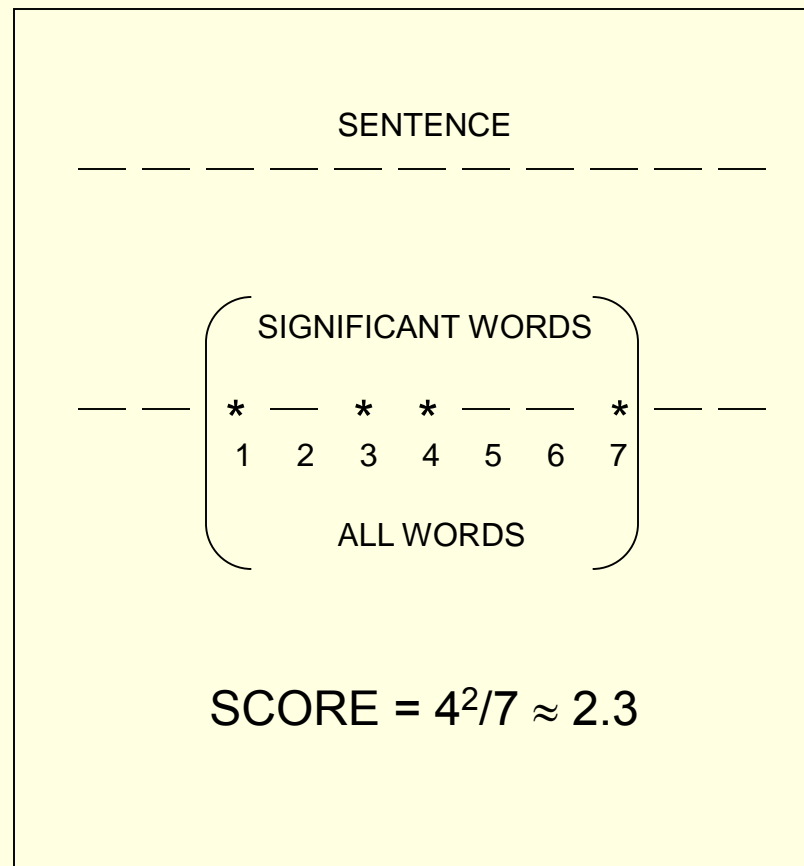 SENTENCE
SIGNIFICANT WORDS
* * * *
1 2 3 4 5 6 7
ALL WORDS
SCORE = 4²/7 ≈ 2.3